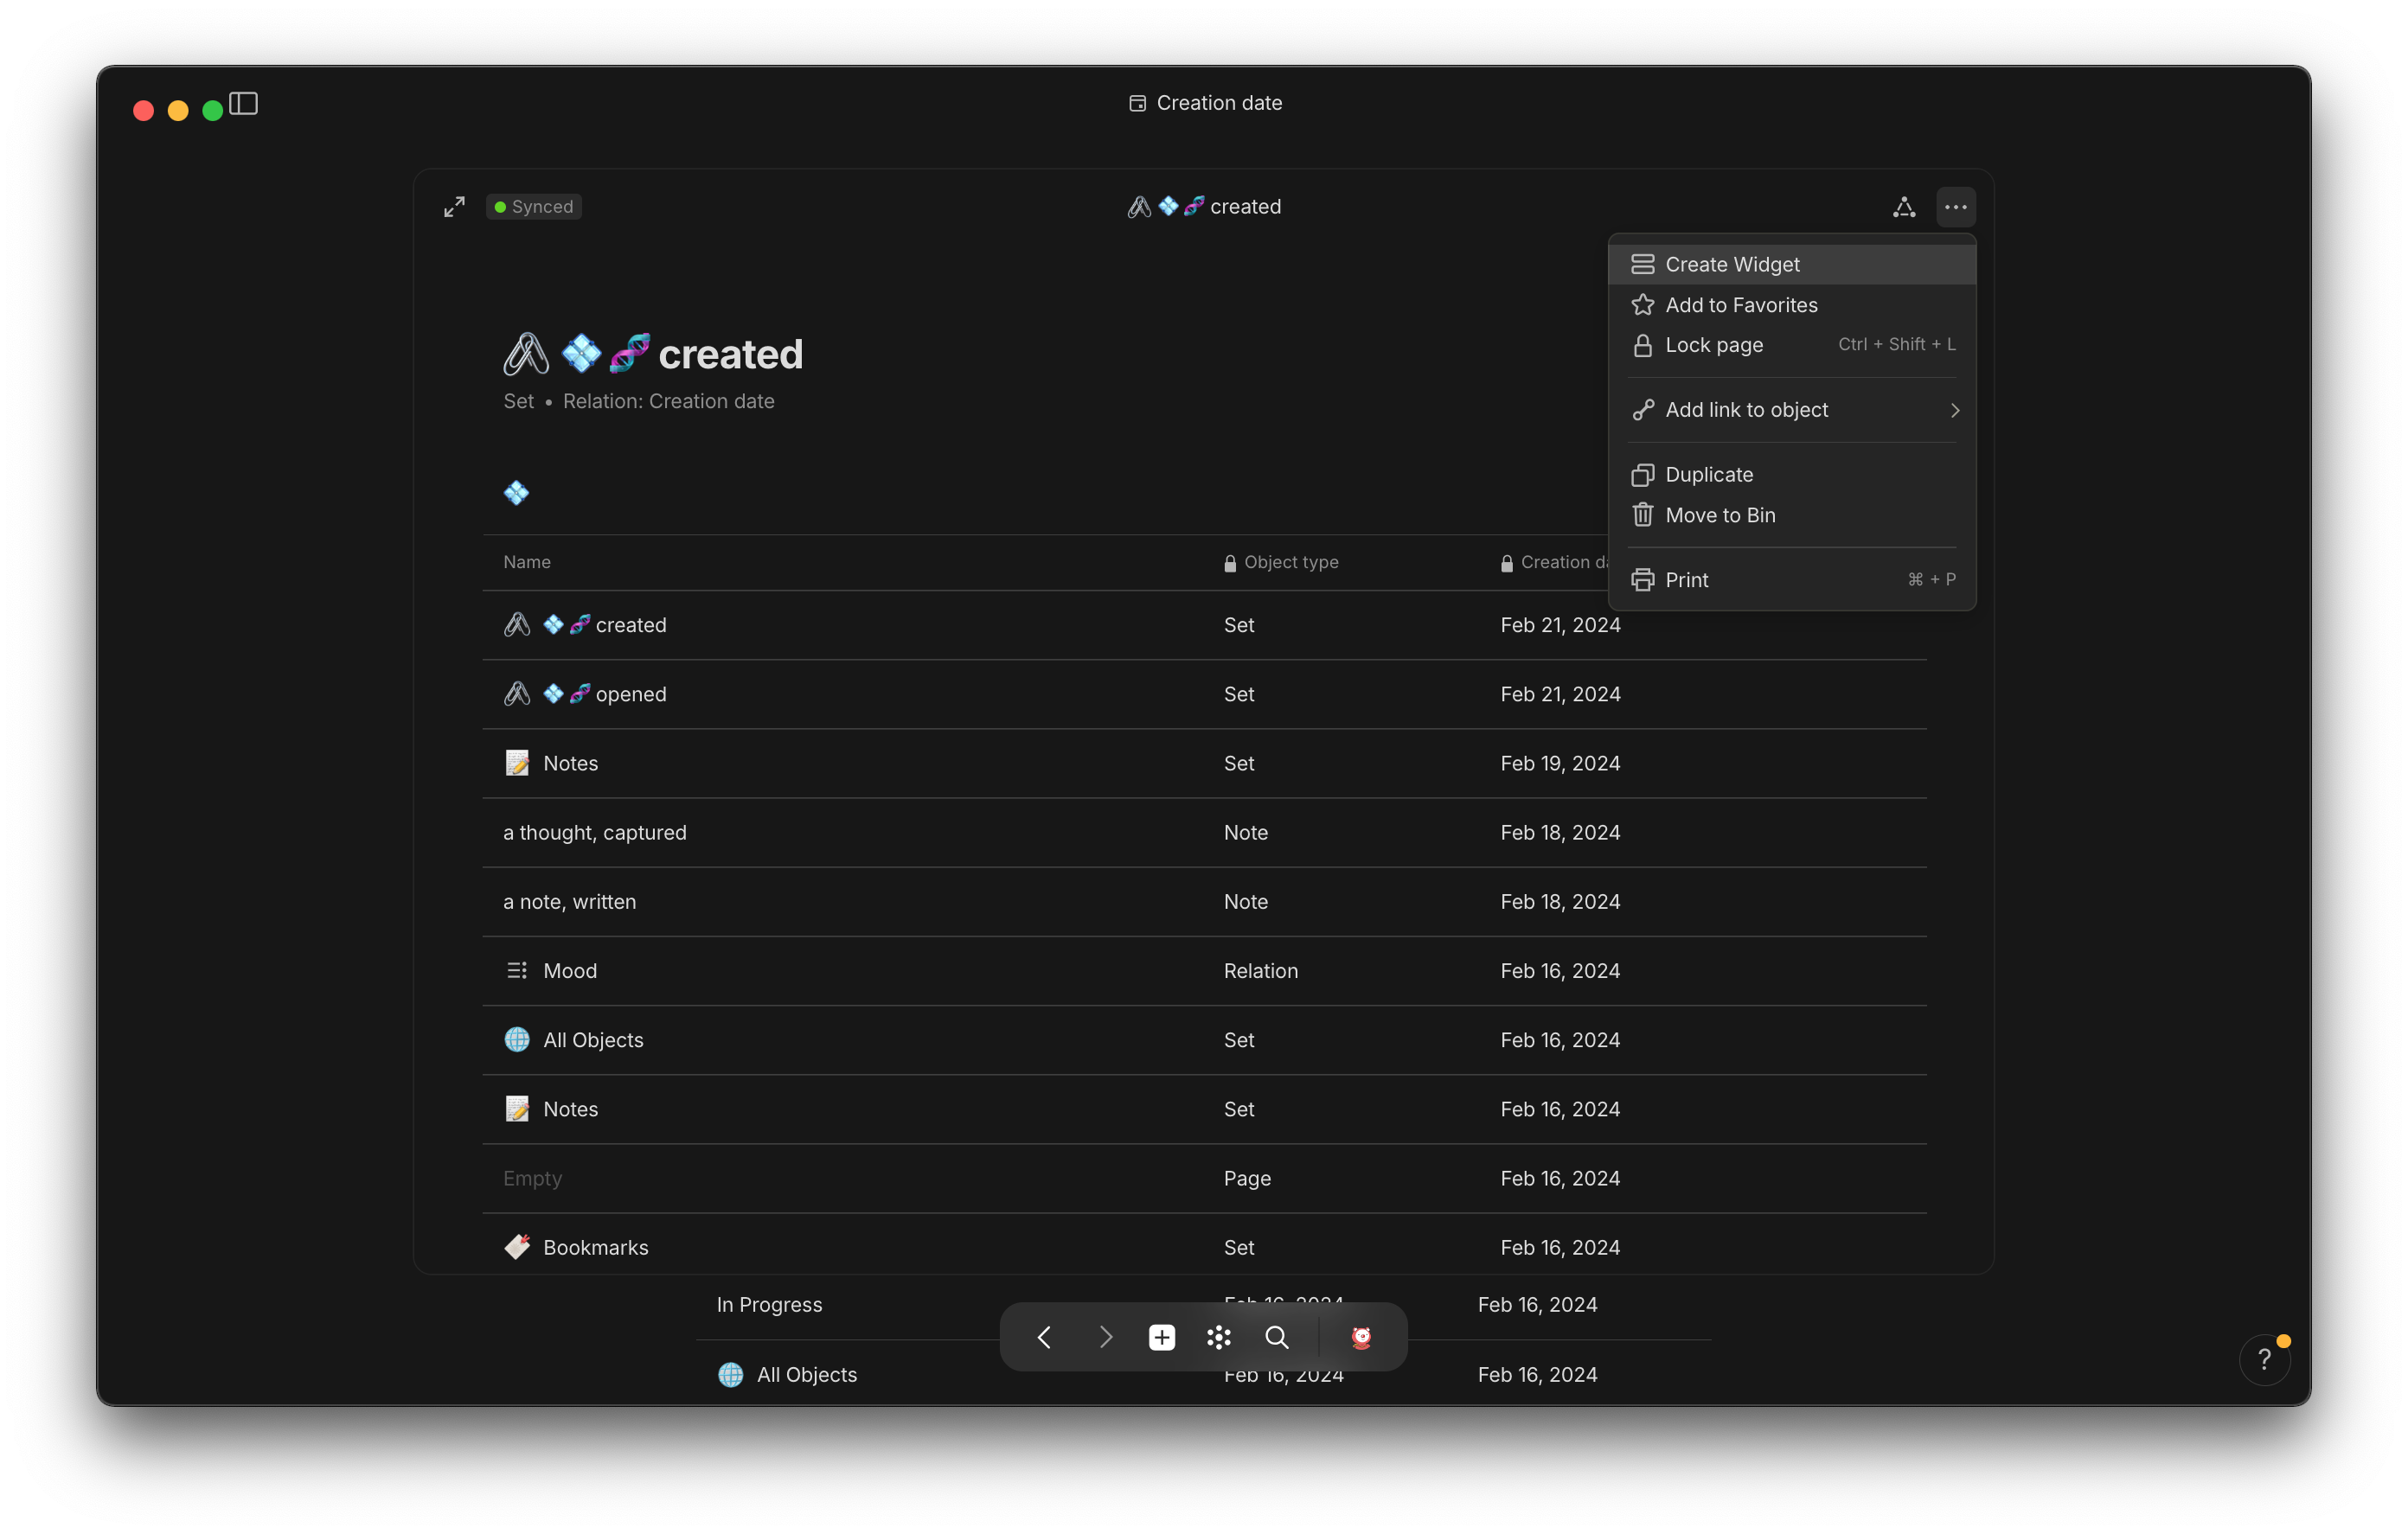 Creation date
Synced
created
Create Widget
Add to Favorites
Lock page Ctrl + Shift + L
Add link to object
Duplicate
Move to Bin
Print ⌘ + P
created
Set • Relation: Creation date
Name Object type Creation
created Set Feb 21, 2024
opened Set Feb 21, 2024
Notes Set Feb 19, 2024
a thought, captured Note Feb 18, 2024
a note, written Note Feb 18, 2024
Mood Relation Feb 16, 2024
All Objects Set Feb 16, 2024
Notes Set Feb 16, 2024
Empty Page Feb 16, 2024
Bookmarks Set Feb 16, 2024
In Progress Feb 16, 2024 Feb 16, 2024
All Objects Feb 16, 2024 Feb 16, 2024
?